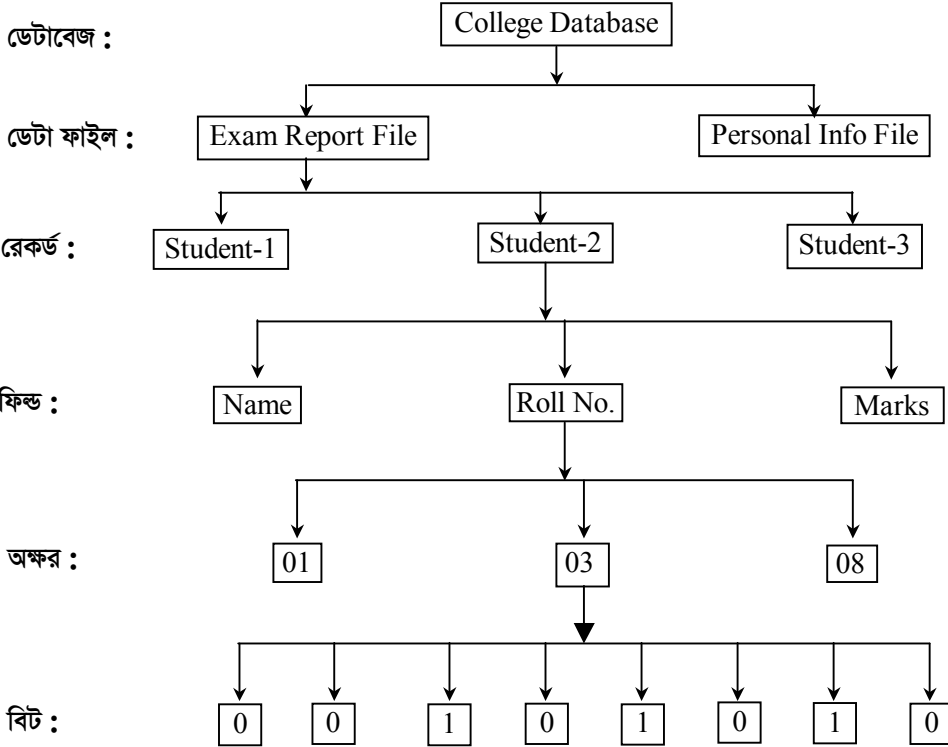 ডেটাবেজ : College Database
ডেটা ফাইল : Exam Report File Personal Info File
রেকর্ড : Student-1 Student-2 Student-3
ফিল্ড : Name Roll No. Marks
অক্ষর : 01 03 08
বিট : 0 0 1 0 1 0 1 0